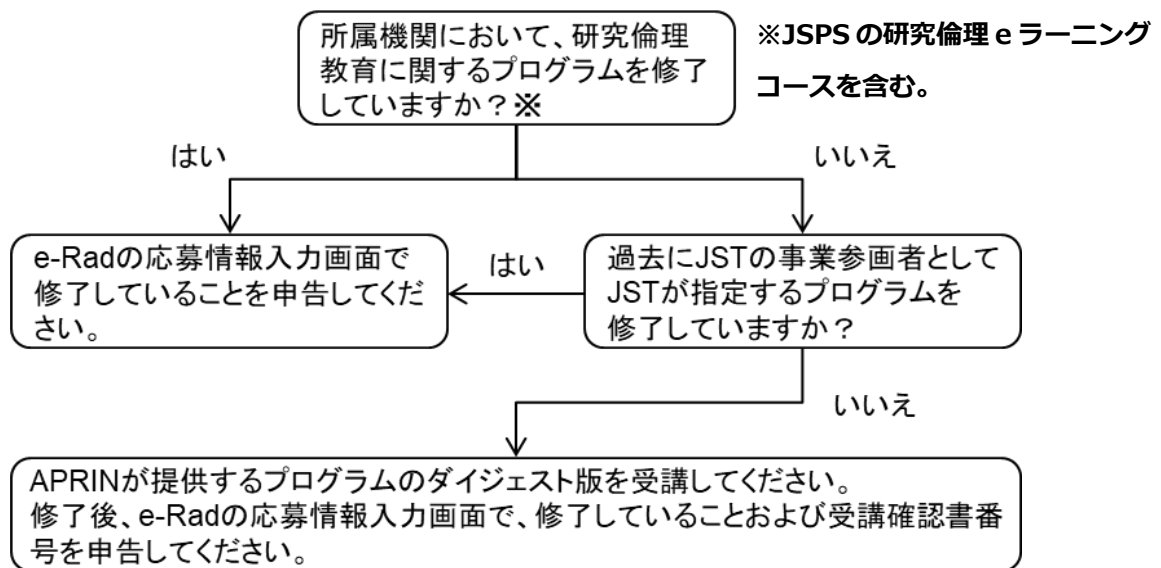 所属機関において、研究倫理
教育に関するプログラムを修了
していますか？※
※JSPSの研究倫理eラーニング
コースを含む。
はい
いいえ
e-Radの応募情報入力画面で
修了していることを申告してくだ
さい。
はい
過去にJSTの事業参画者として
JSTが指定するプログラムを
修了していますか？
いいえ
APRINが提供するプログラムのダイジェスト版を受講してください。
修了後、e-Radの応募情報入力画面で、修了していることおよび受講確認書番
号を申告してください。